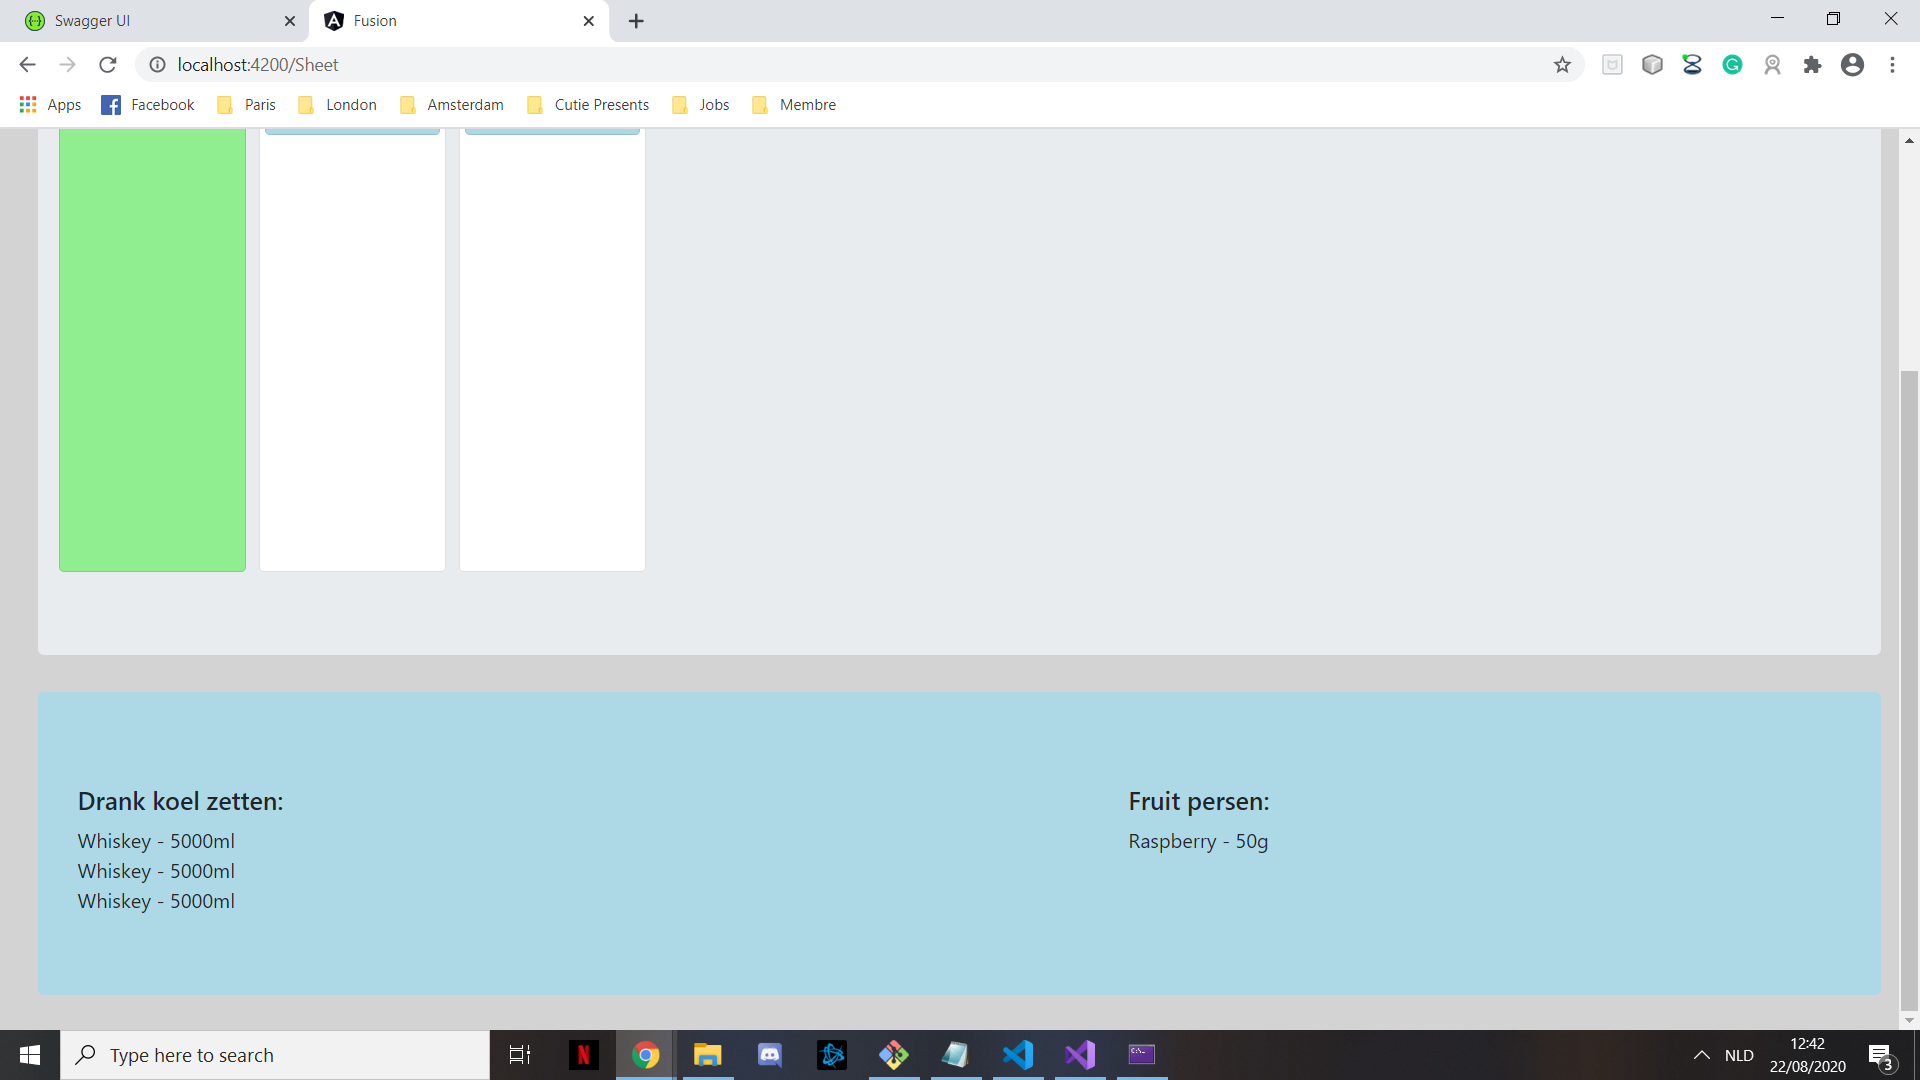 Swagger UI
Fusion
localhost:4200/Sheet
Apps
Facebook
Paris
London
Amsterdam
Cutie Presents
Jobs
Membre
Drank koel zetten:
Whiskey - 5000ml
Whiskey - 5000ml
Whiskey - 5000ml
Fruit persen:
Raspberry - 50g
Type here to search
NLD
12:42
22/08/2020
3